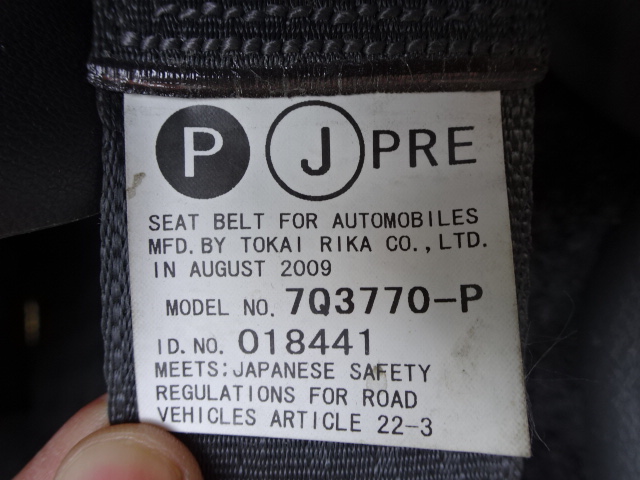 P J PRE
SEAT BELT FOR AUTOMOBILES
MFD. BY TOKAI RIKA CO., LTD.
IN AUGUST 2009
MODEL NO. 7Q3770-P
ID. NO. 018441
MEETS: JAPANESE SAFETY
REGULATIONS FOR ROAD
VEHICLES ARTICLE 22-3